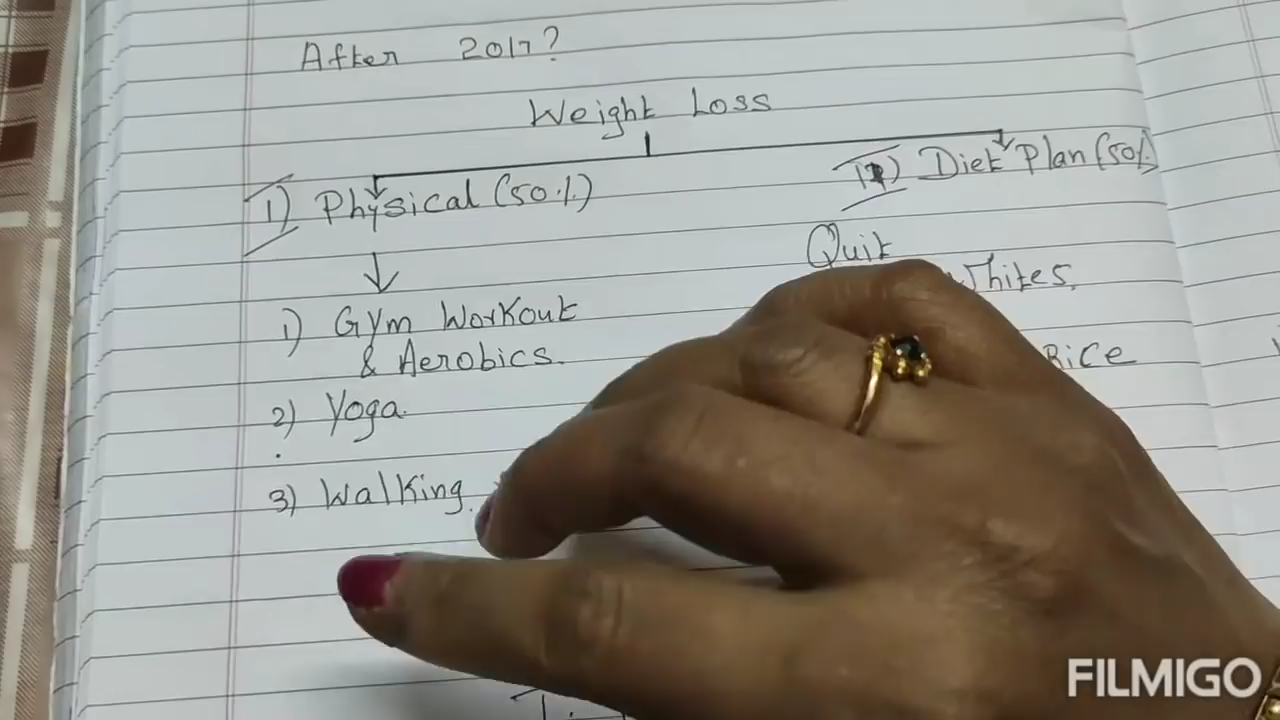 After 2017?
Weight Loss
I) Physical (50%)
II) Diet Plan (50%)
1) Gym Workout
& Aerobics.
2) Yoga.
3) Walking.
Quit
Whites,
Rice
FILMIGO